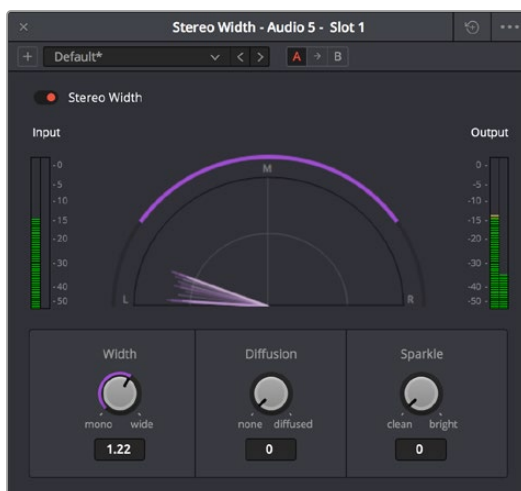 Stereo Width - Audio 5 - Slot 1
Default*
A
B
Stereo Width
Input
Output
-0
-5
-10
-15
-20
-30
-40
-50
M
L
R
0-
-5-
-10-
-15-
-20-
-30-
-40-
-50-
Width
Diffusion
Sparkle
mono wide
none diffused
clean bright
1.22
0
0